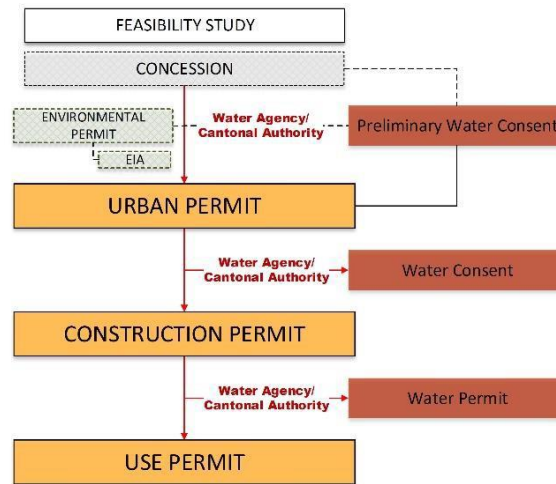 FEASIBILITY STUDY
CONCESSION
ENVIRONMENTAL
PERMIT
EIA
Water Agency/
Cantonal Authority
Preliminary Water Consent
URBAN PERMIT
Water Agency/
Cantonal Authority
Water Consent
CONSTRUCTION PERMIT
Water Agency/
Cantonal Authority
Water Permit
USE PERMIT